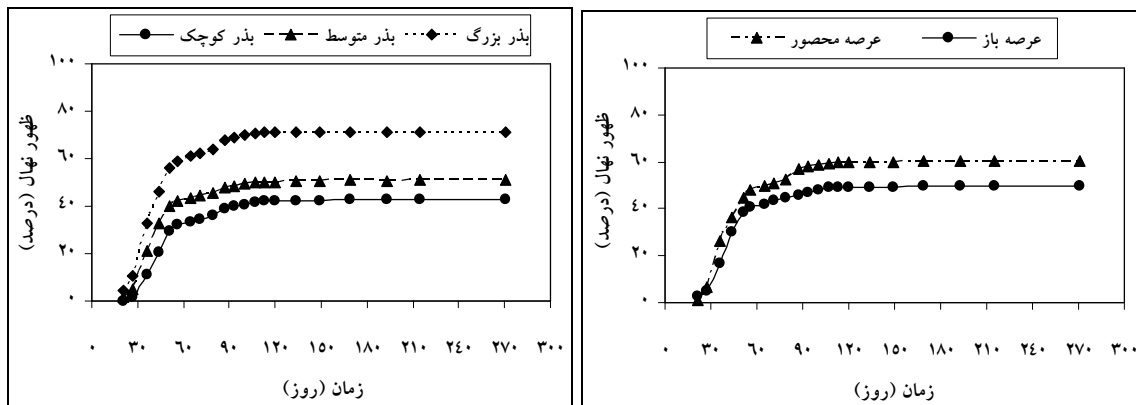 بذر کوچک بذر متوسط بذر بزرگ
۱۰۰
۸۰
۶۰
۴۰
۲۰
۰
ظهور نهال (درصد)
۰ ۳۰ ۶۰ ۹۰ ۱۲۰ ۱۵۰ ۱۸۰ ۲۱۰ ۲۴۰ ۲۷۰ ۳۰۰
زمان (روز)
عرصه محصور عرصه باز
۱۰۰
۸۰
۶۰
۴۰
۲۰
۰
ظهور نهال (درصد)
۰ ۳۰ ۶۰ ۹۰ ۱۲۰ ۱۵۰ ۱۸۰ ۲۱۰ ۲۴۰ ۲۷۰ ۳۰۰
زمان (روز)